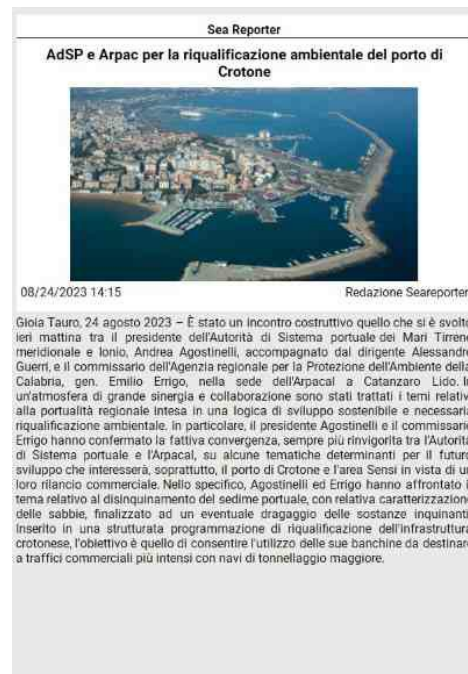 Sea Reporter
AdSP e Arpac per la riqualificazione ambientale del porto di
Crotone
08/24/2023 14:15
Redazione Seareporter
Gioia Tauro, 24 agosto 2023 – È stato un incontro costruttivo quello che si è svolto
ieri mattina tra il presidente dell'Autorità di Sistema portuale dei Mari Tirreno
meridionale e Ionio, Andrea Agostinelli, accompagnato dal dirigente Alessandro
Guerri, e il commissario dell'Agenzia regionale per la Protezione dell'Ambiente della
Calabria, gen. Emilio Errigo, nella sede dell'Arpacal a Catanzaro Lido. In
un'atmosfera di grande sinergia e collaborazione sono stati trattati i temi relativi
alla portualità regionale intesa in una logica di sviluppo sostenibile e necessaria
riqualificazione ambientale. In particolare, il presidente Agostinelli e il commissario
Errigo hanno confermato la fattiva convergenza, sempre più rinvigorita tra l'Autorità
di Sistema portuale e l'Arpacal, su alcune tematiche determinanti per il futuro
sviluppo che interesserà, soprattutto, il porto di Crotone e l'area Sensi in vista di un
loro rilancio commerciale. Nello specifico, Agostinelli ed Errigo hanno affrontato il
tema relativo al disinquinamento del sedime portuale, con relativa caratterizzazione
delle sabbie, finalizzato ad un eventuale dragaggio delle sostanze inquinanti.
Inserito in una strutturata programmazione di riqualificazione dell'infrastruttura
crotonese, l'obiettivo è quello di consentire l'utilizzo delle sue banchine da destinare
a traffici commerciali più intensi con navi di tonnellaggio maggiore.